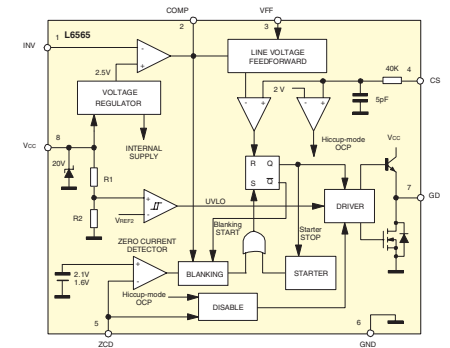 COMP
VFF
2
3
1
L6565
INV
LINE VOLTAGE
FEEDFORWARD
2.5V
VOLTAGE
REGULATOR
40K
4
CS
2 V
5pF
INTERNAL
SUPPLY
Hiccup-mode
OCP
Vcc
8
20V
R1
R2
VREF2
UVLO
R
Q
S
Q
Blanking
START
Starter
STOP
DRIVER
Vcc
7
GD
ZERO CURRENT
DETECTOR
2.1V
1.6V
BLANKING
STARTER
Hiccup-mode
OCP
DISABLE
5
ZCD
6
GND